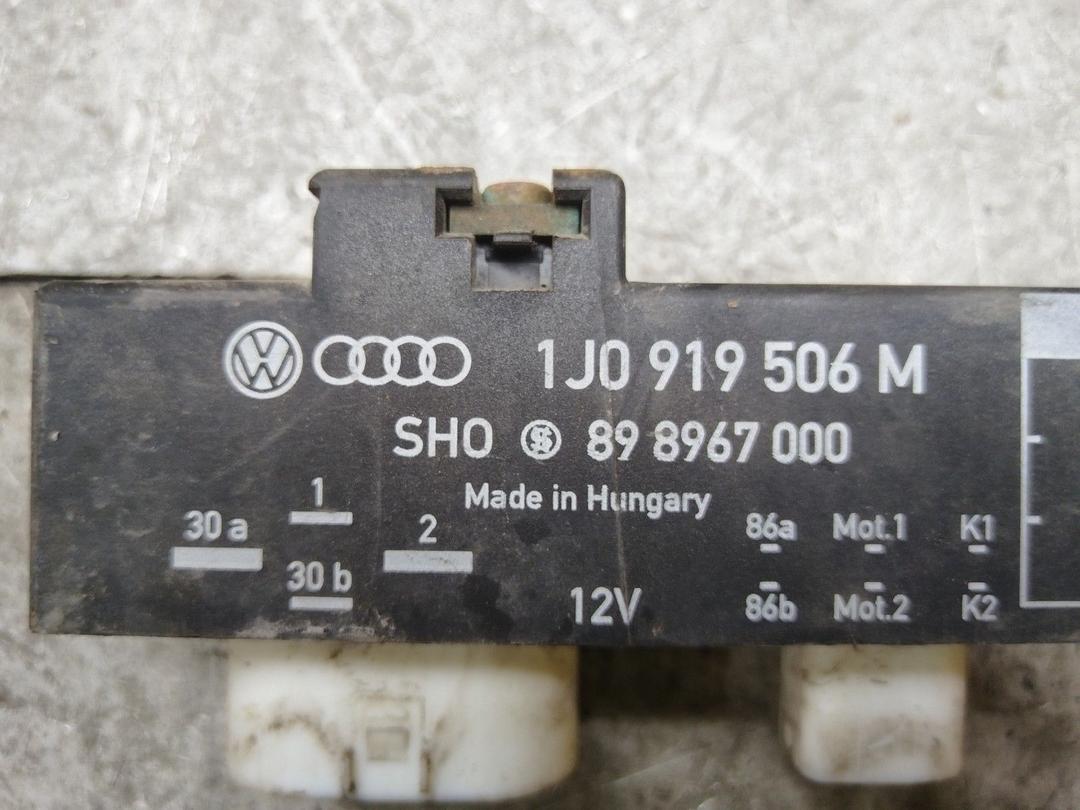 1J0 919 506 M
SHO 89 8967 000
Made in Hungary
1
30 a
2
30 b
12V
86a Mot.1 K1
86b Mot.2 K2